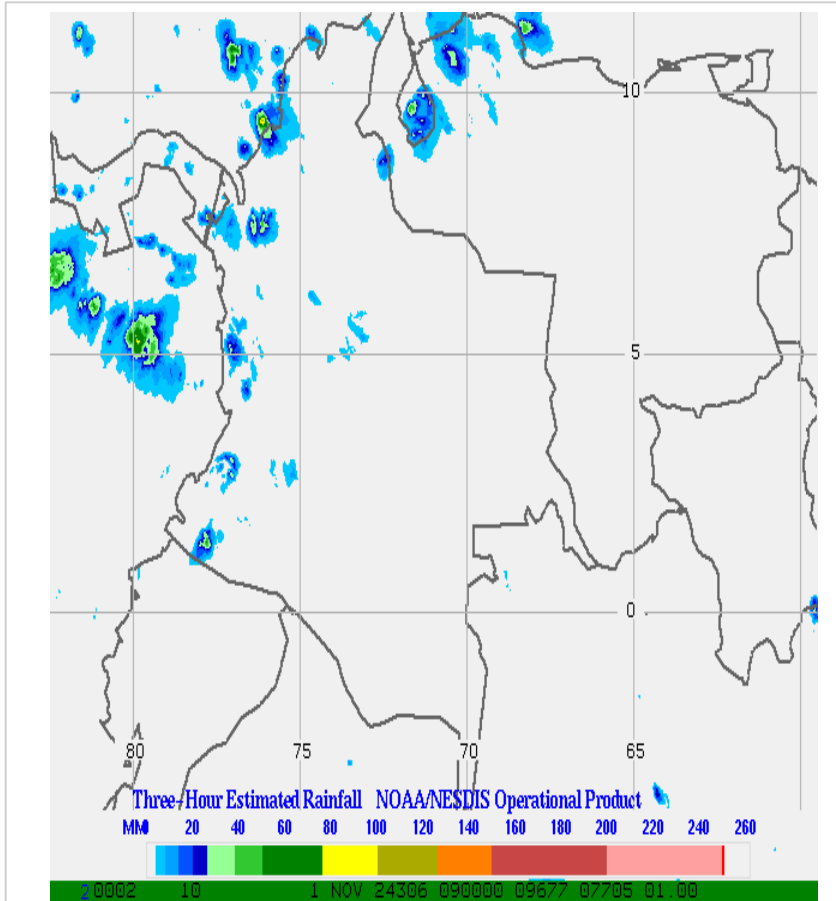 10
5
0
80 75 70 65
Three-Hour Estimated Rainfall NOAA/NESDIS Operational Product
MM 20 40 60 80 100 120 140 160 200 220 240 260
2 0002 10 1 NOV 24306 090000 09677 07705 01.00